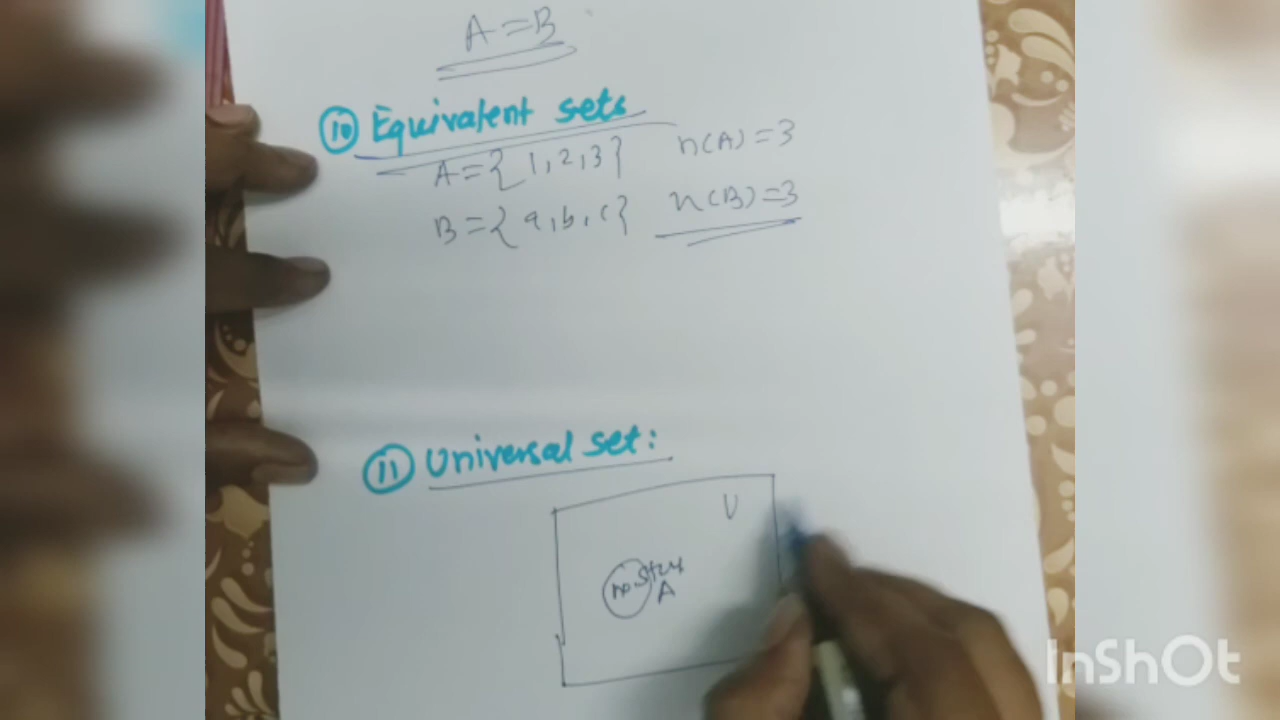 A = B
10 Equivalent sets
A = { 1, 2, 3 } n(A) = 3
B = { a, b, c } n(B) = 3
11 Universal set:
U
A
InShOt